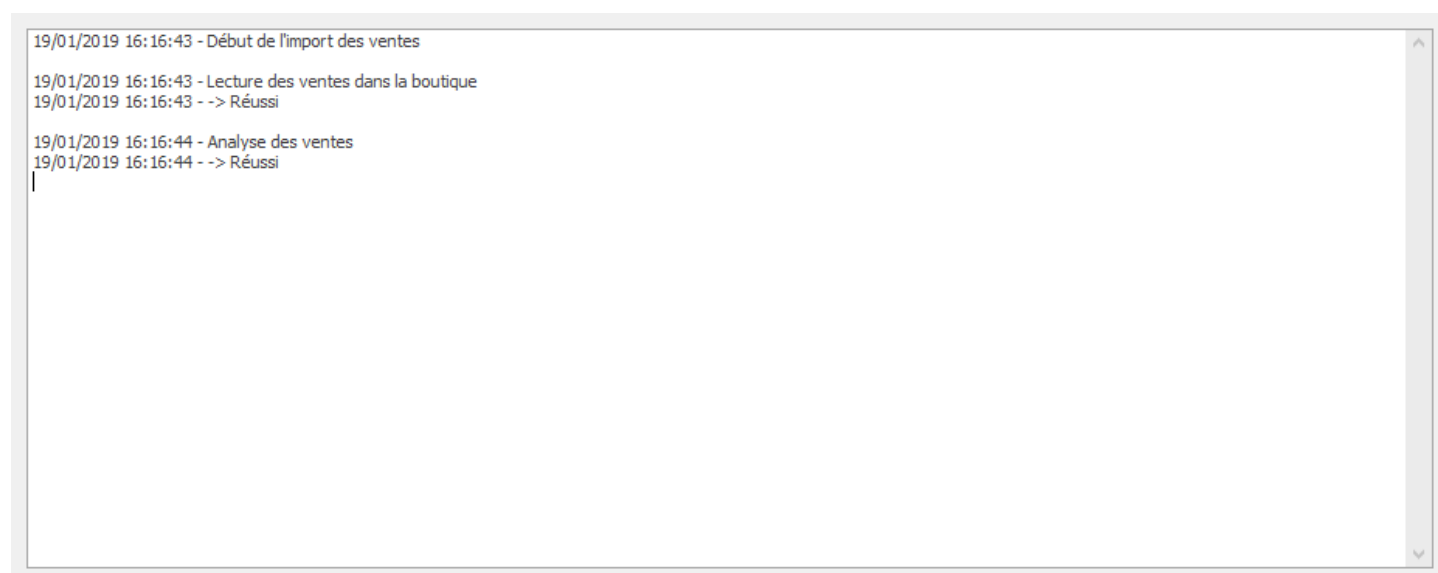 19/01/2019 16:16:43 - Début de l'import des ventes
19/01/2019 16:16:43 - Lecture des ventes dans la boutique
19/01/2019 16:16:43 - -> Réussi
19/01/2019 16:16:44 - Analyse des ventes
19/01/2019 16:16:44 - -> Réussi